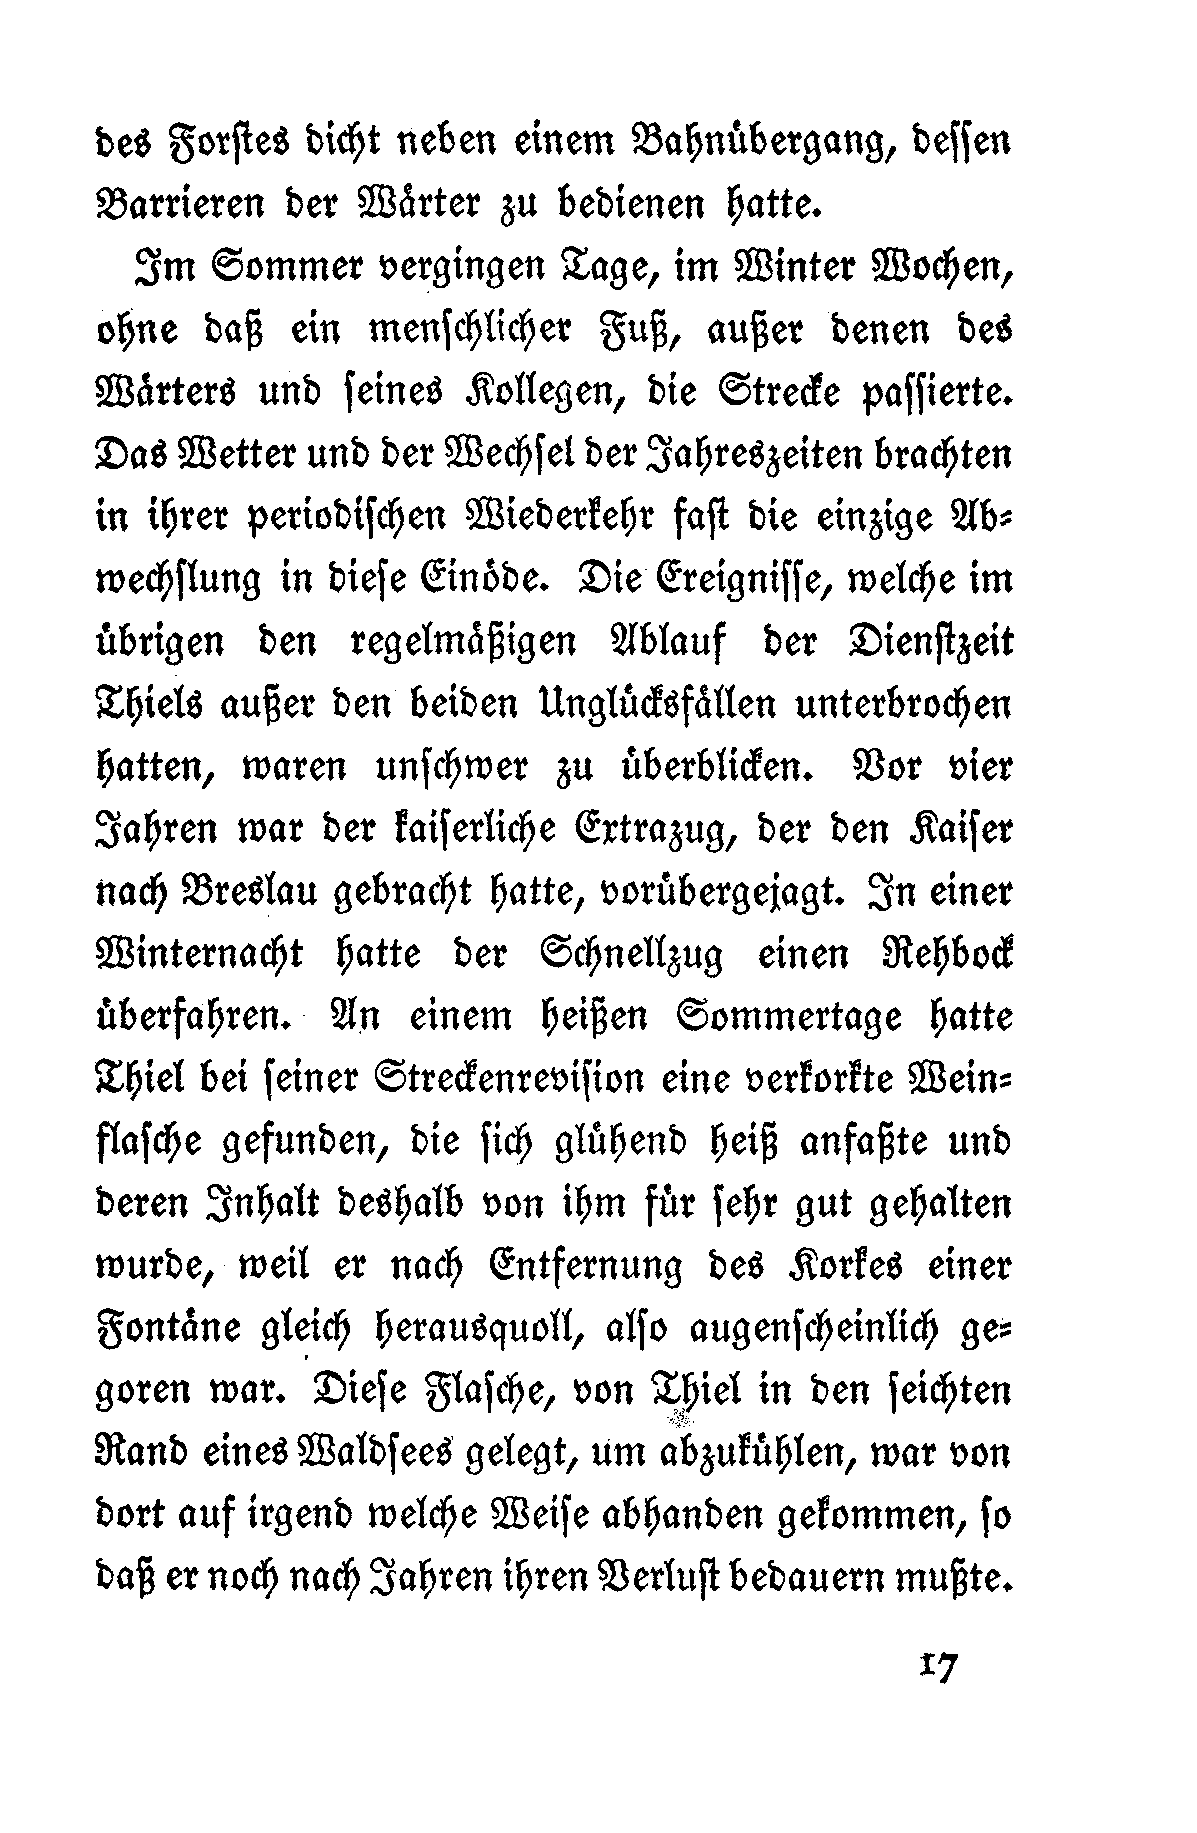 des Forstes dicht neben einem Bahnübergang, dessen
Barrieren der Wärter zu bedienen hatte.
Im Sommer vergingen Tage, im Winter Wochen,
ohne daß ein menschlicher Fuß, außer denen des
Wärters und seines Kollegen, die Strecke passierte.
Das Wetter und der Wechsel der Jahreszeiten brachten
in ihrer periodischen Wiederkehr fast die einzige Ab-
wechslung in diese Einöde. Die Ereignisse, welche im
übrigen den regelmäßigen Ablauf der Dienstzeit
Thiels außer den beiden Unglücksfällen unterbrochen
hatten, waren unschwer zu überblicken. Vor vier
Jahren war der kaiserliche Extrazug, der den Kaiser
nach Breslau gebracht hatte, vorübergejagt. In einer
Winternacht hatte der Schnellzug einen Rehbock
überfahren. An einem heißen Sommertage hatte
Thiel bei seiner Streckenrevision eine verkorkte Wein-
flasche gefunden, die sich glühend heiß anfaßte und
deren Inhalt deshalb von ihm für sehr gut gehalten
wurde, weil er nach Entfernung des Korkes einer
Fontäne gleich herausquoll, also augenscheinlich ge-
goren war. Diese Flasche, von Thiel in den seichten
Rand eines Waldsees gelegt, um abzukühlen, war von
dort auf irgend welche Weise abhanden gekommen, so
daß er noch nach Jahren ihren Verlust bedauern mußte.
17